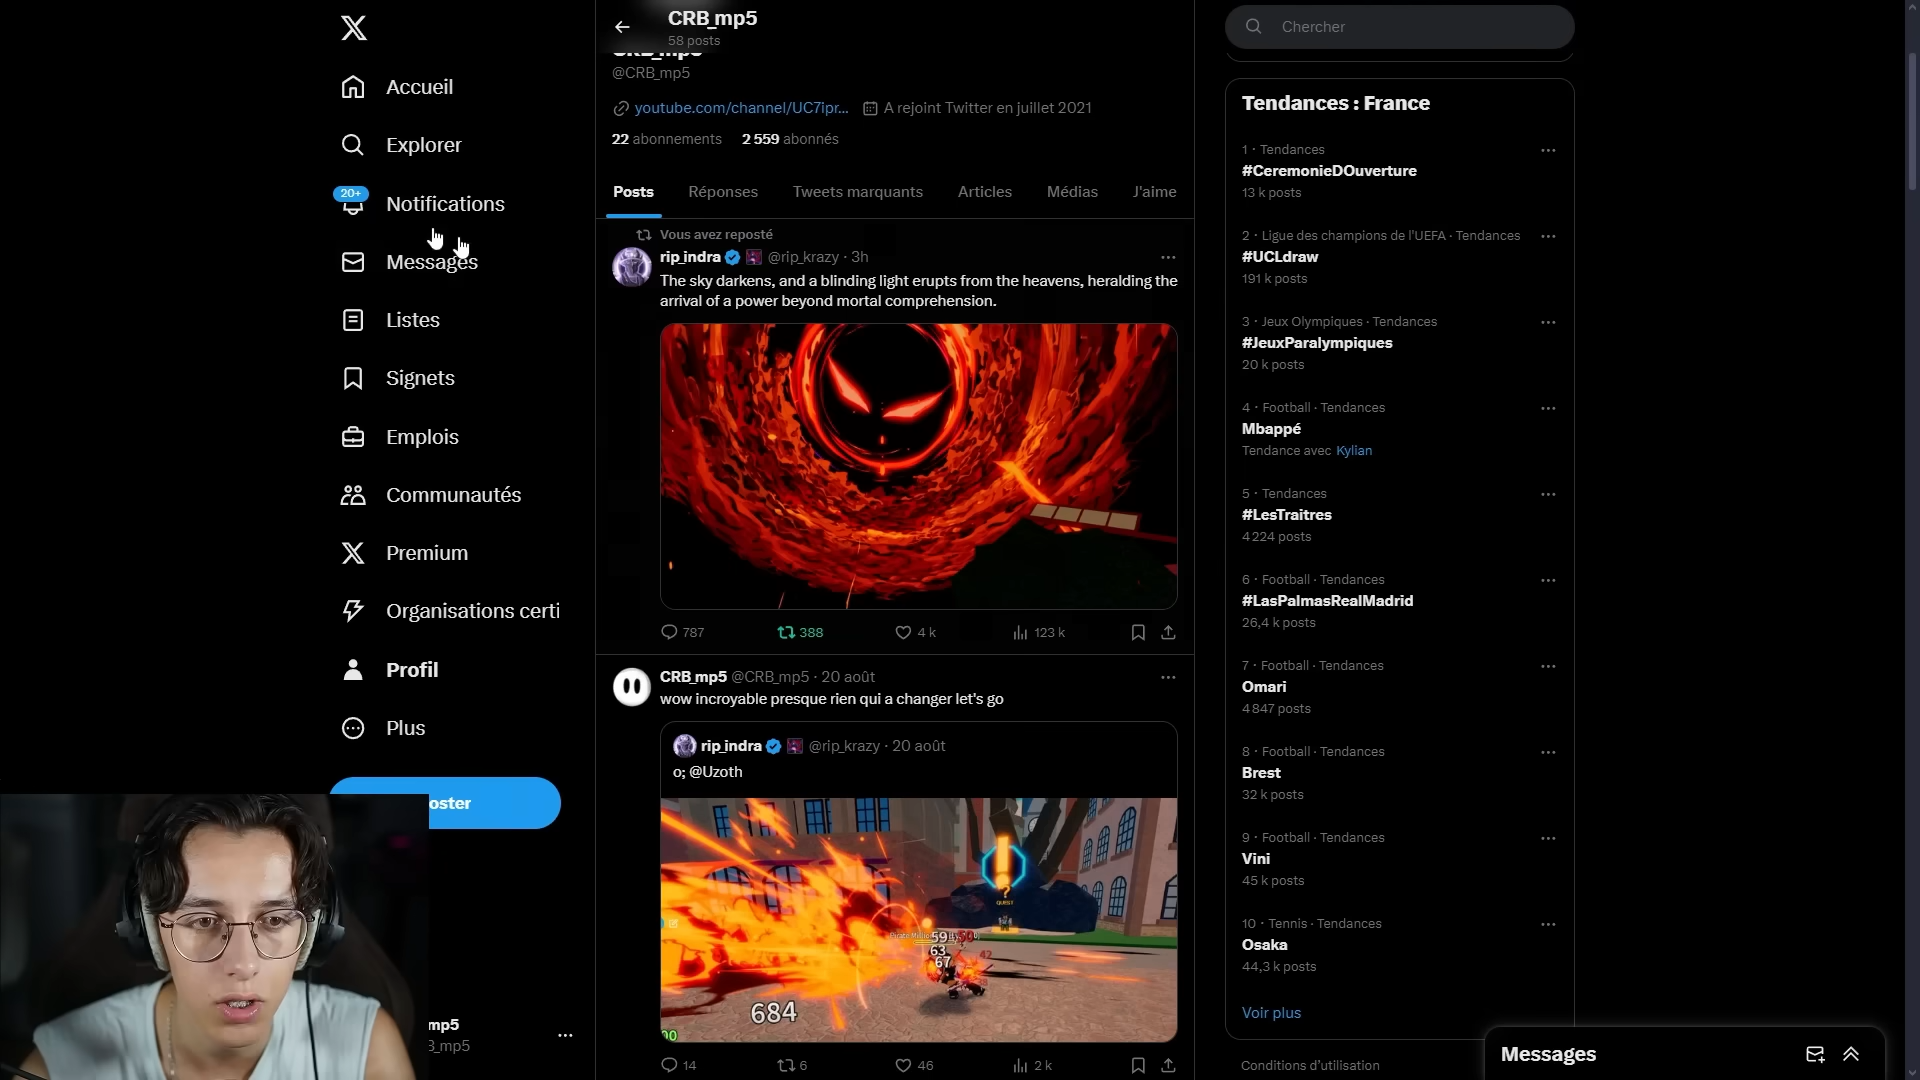 Accueil
Explorer
20+
Notifications
Messages
Listes
Signets
Emplois
Communautés
Premium
Organisations certi
Profil
Plus
oster
mp5
B_mp5
CRB_mp5
58 posts
CRB_mp5
@CRB_mp5
youtube.com/channel/UC7ipr... A rejoint Twitter en juillet 2021
22 abonnements 2 559 abonnés
Posts Réponses Tweets marquants Articles Médias J'aime
Vous avez reposté
rip_indra @rip_krazy · 3h
The sky darkens, and a blinding light erupts from the heavens, heralding the
arrival of a power beyond mortal comprehension.
787 388 4 k 123 k
CRB_mp5 @CRB_mp5 · 20 août
wow incroyable presque rien qui a changer let's go
rip_indra @rip_krazy · 20 août
o; @Uzoth
QUEST
59
63
67
42
684
00
14 6 46 2 k
Chercher
Tendances : France
1 · Tendances
#CeremonieDOuverture
13 k posts
2 · Ligue des champions de l'UEFA · Tendances
#UCLdraw
191 k posts
3 · Jeux Olympiques · Tendances
#JeuxParalympiques
20 k posts
4 · Football · Tendances
Mbappé
Tendance avec Kylian
5 · Tendances
#LesTraitres
4 224 posts
6 · Football · Tendances
#LasPalmasRealMadrid
26,4 k posts
7 · Football · Tendances
Omari
4 847 posts
8 · Football · Tendances
Brest
32 k posts
9 · Football · Tendances
Vini
45 k posts
10 · Tennis · Tendances
Osaka
44,3 k posts
Voir plus
Conditions d'utilisation
Messages